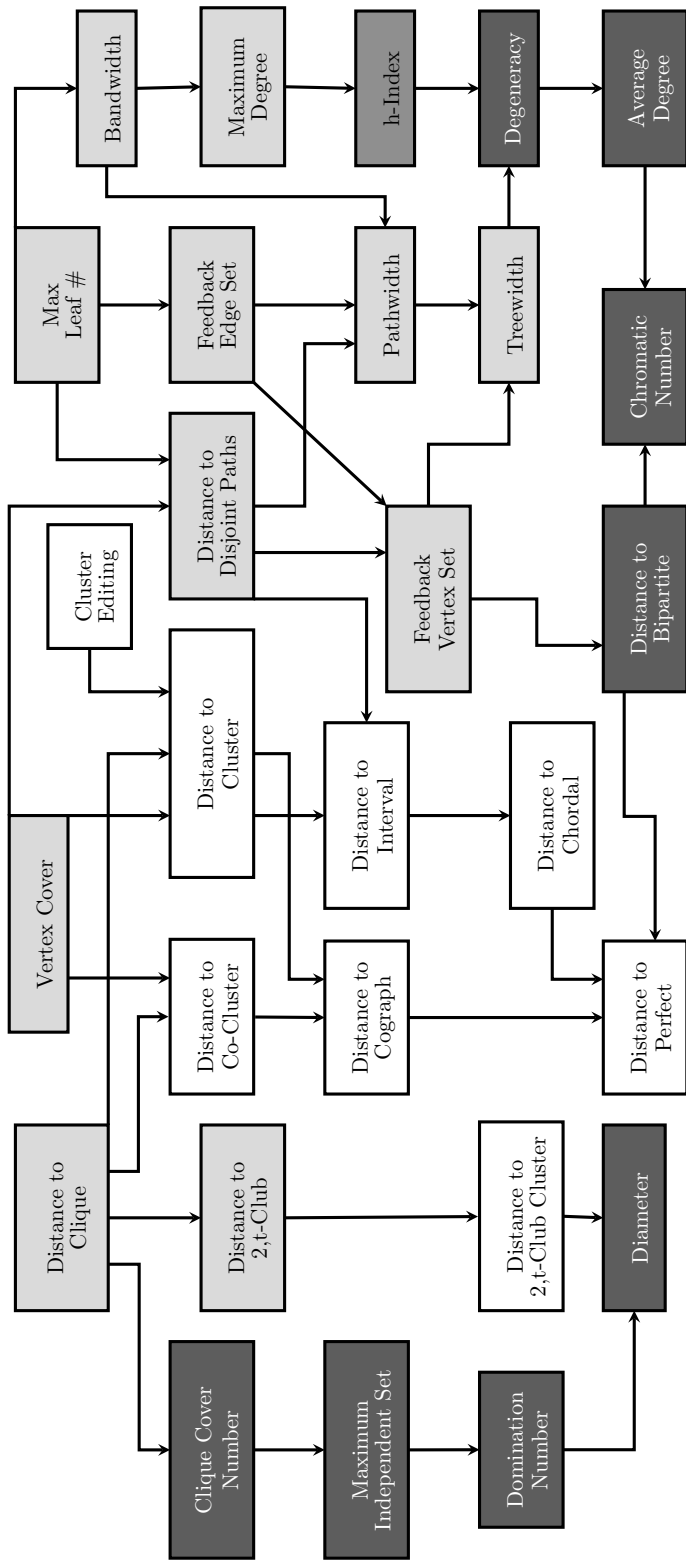 Distance to
Clique
Vertex Cover
Max
Leaf #
Cluster
Editing
Bandwidth
Clique Cover
Number
Distance to
2,t-Club
Distance to
Co-Cluster
Distance to
Cluster
Distance to
Disjoint Paths
Feedback
Edge Set
Maximum
Degree
Maximum
Independent Set
Distance to
Cograph
Distance to
Interval
Feedback
Vertex Set
Pathwidth
h-Index
Domination
Number
Distance to
2,t-Club Cluster
Distance to
Chordal
Treewidth
Degeneracy
Diameter
Distance to
Perfect
Distance to
Bipartite
Chromatic
Number
Average
Degree